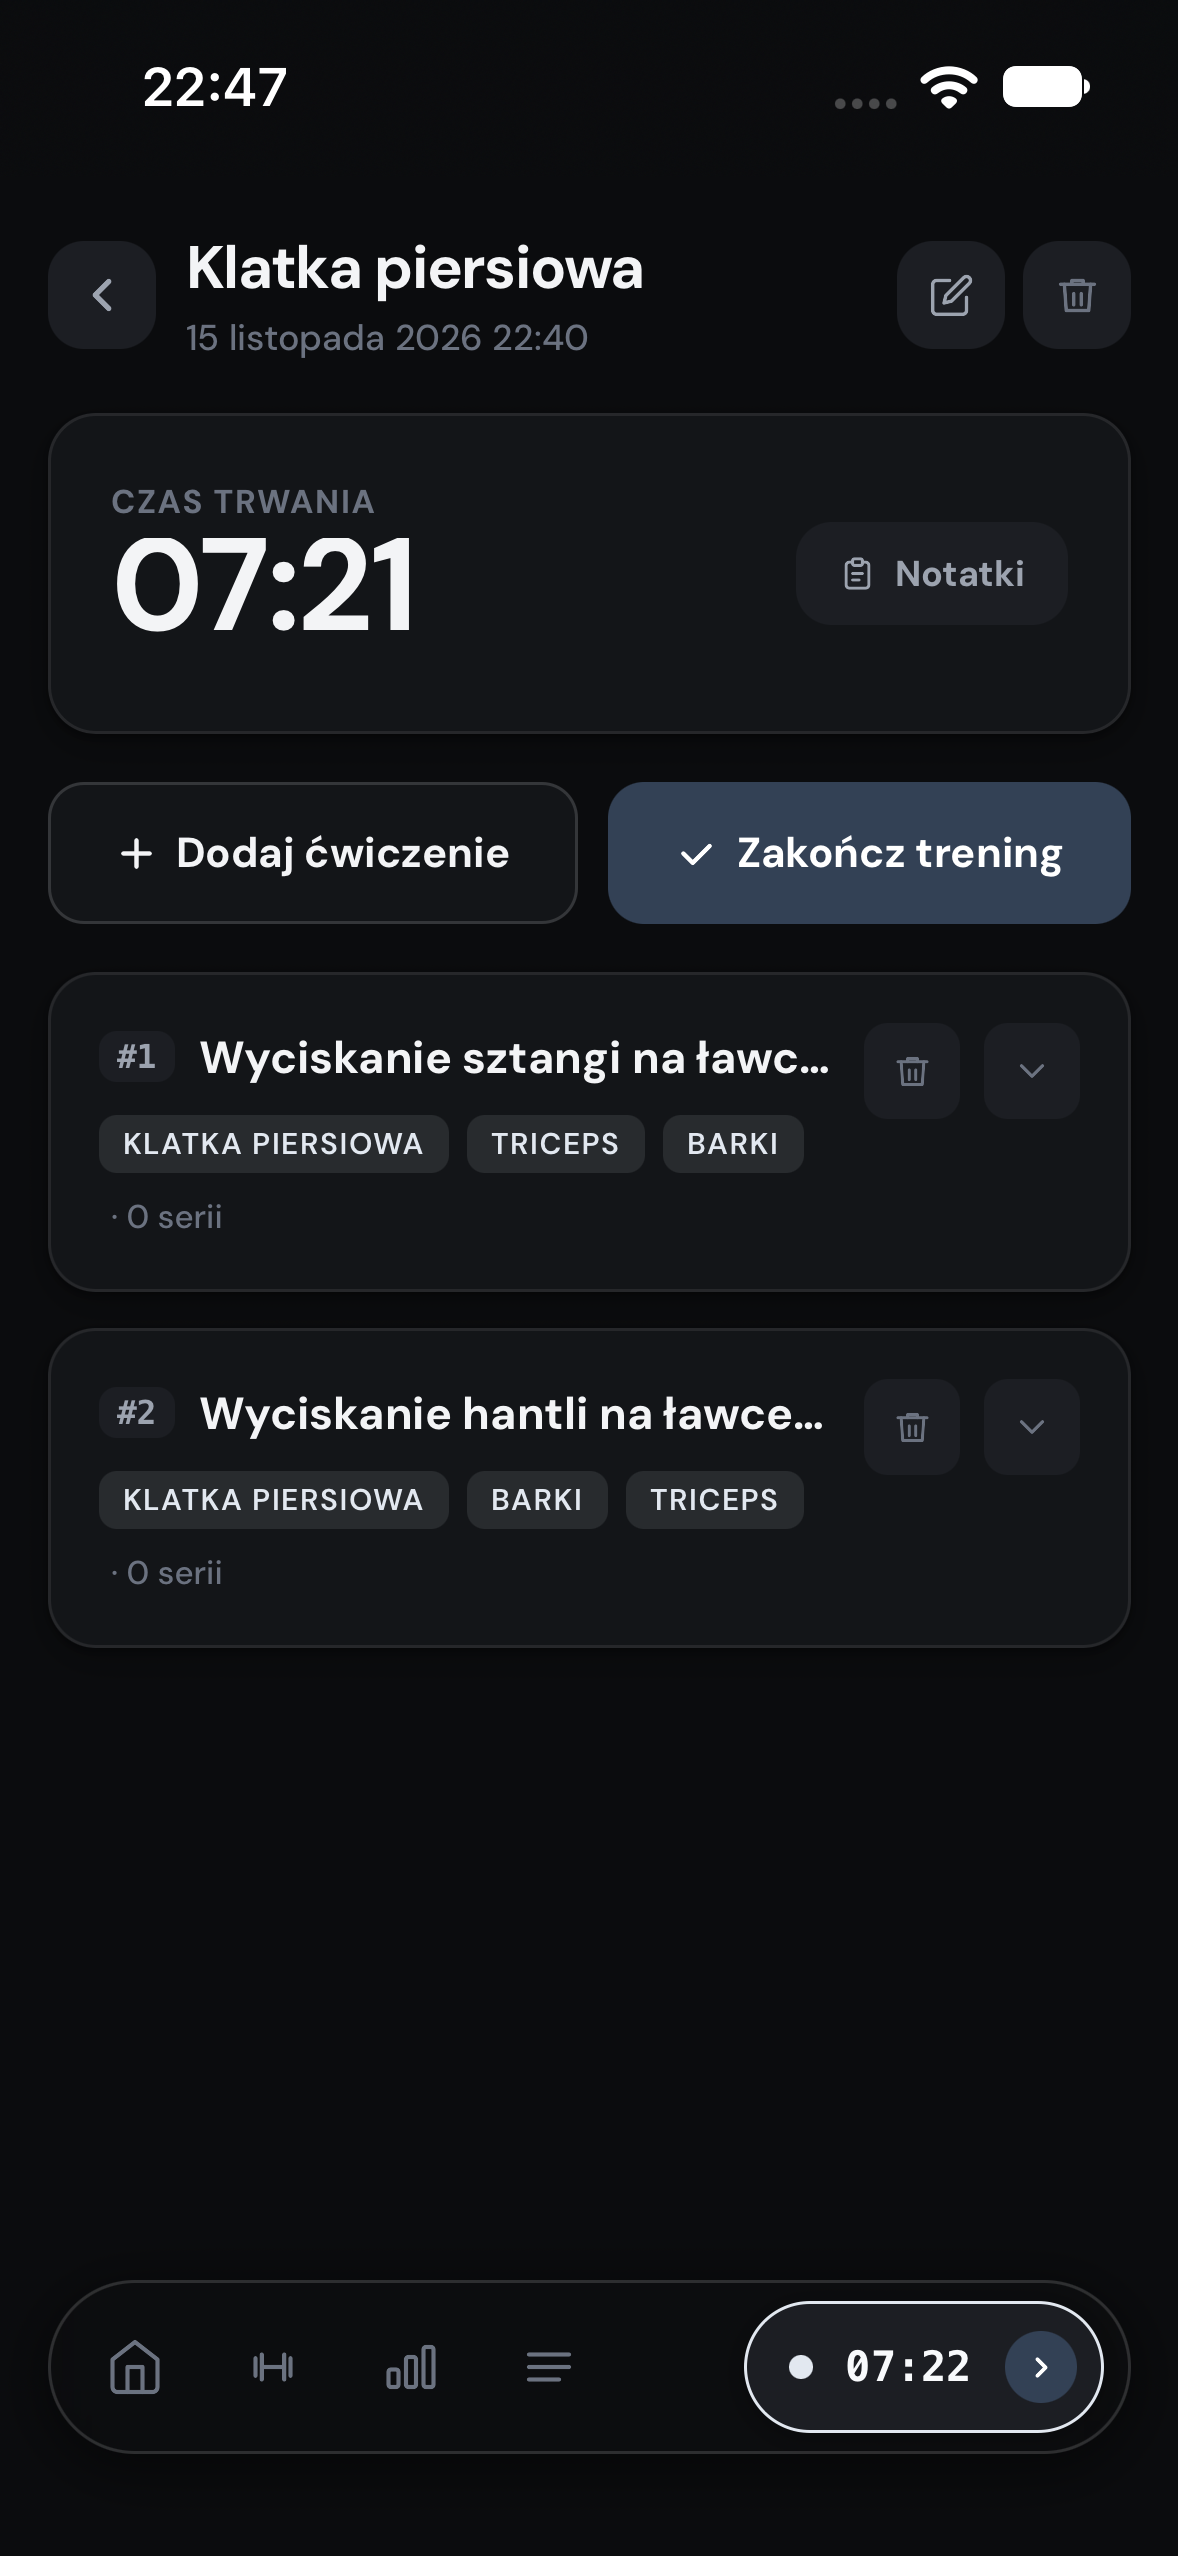 22:47
Klatka piersiowa
15 listopada 2026 22:40
CZAS TRWANIA
07:21
Notatki
Dodaj ćwiczenie
Zakończ trening
#1 Wyciskanie sztangi na ławc...
KLATKA PIERSIOWA TRICEPS BARKI
· 0 serii
#2 Wyciskanie hantli na ławce...
KLATKA PIERSIOWA BARKI TRICEPS
· 0 serii
07:22